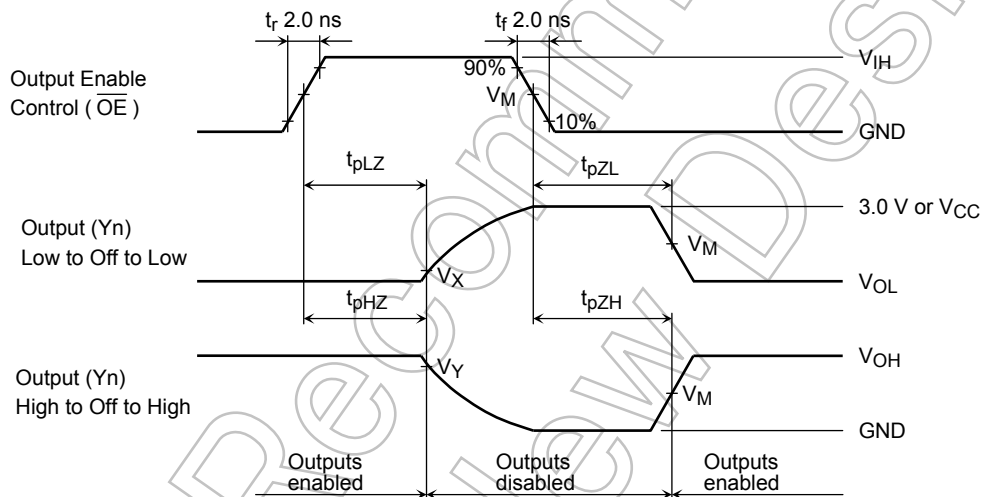 tr 2.0 ns
tf 2.0 ns
Output Enable
Control ( OE )
90%
VM
10%
VIH
GND
tpLZ
tpZL
Output (Yn)
Low to Off to Low
VX
VM
3.0 V or VCC
VOL
tpHZ
tpZH
Output (Yn)
High to Off to High
VY
VM
VOH
GND
Outputs
enabled
Outputs
disabled
Outputs
enabled